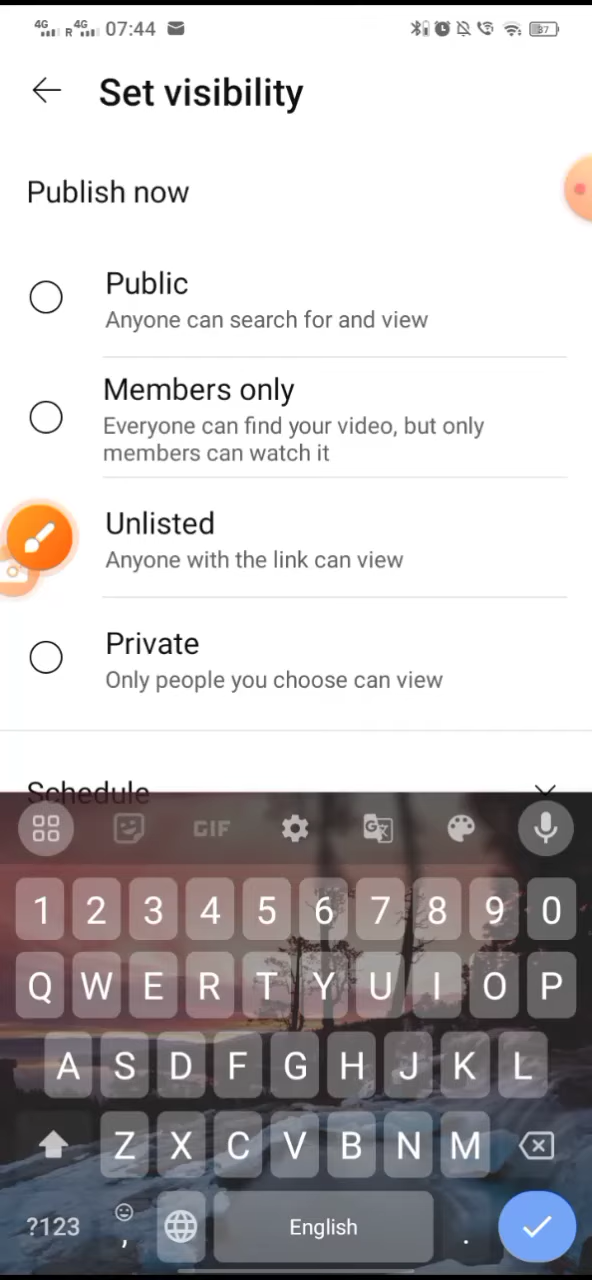 4G R 4G 07:44 37
Set visibility
Publish now
Public
Anyone can search for and view
Members only
Everyone can find your video, but only
members can watch it
Unlisted
Anyone with the link can view
Private
Only people you choose can view
Schedule
GIF G
1 2 3 4 5 6 7 8 9 0
Q W E R T Y U I O P
A S D F G H J K L
Z X C V B N M
?123 , English .